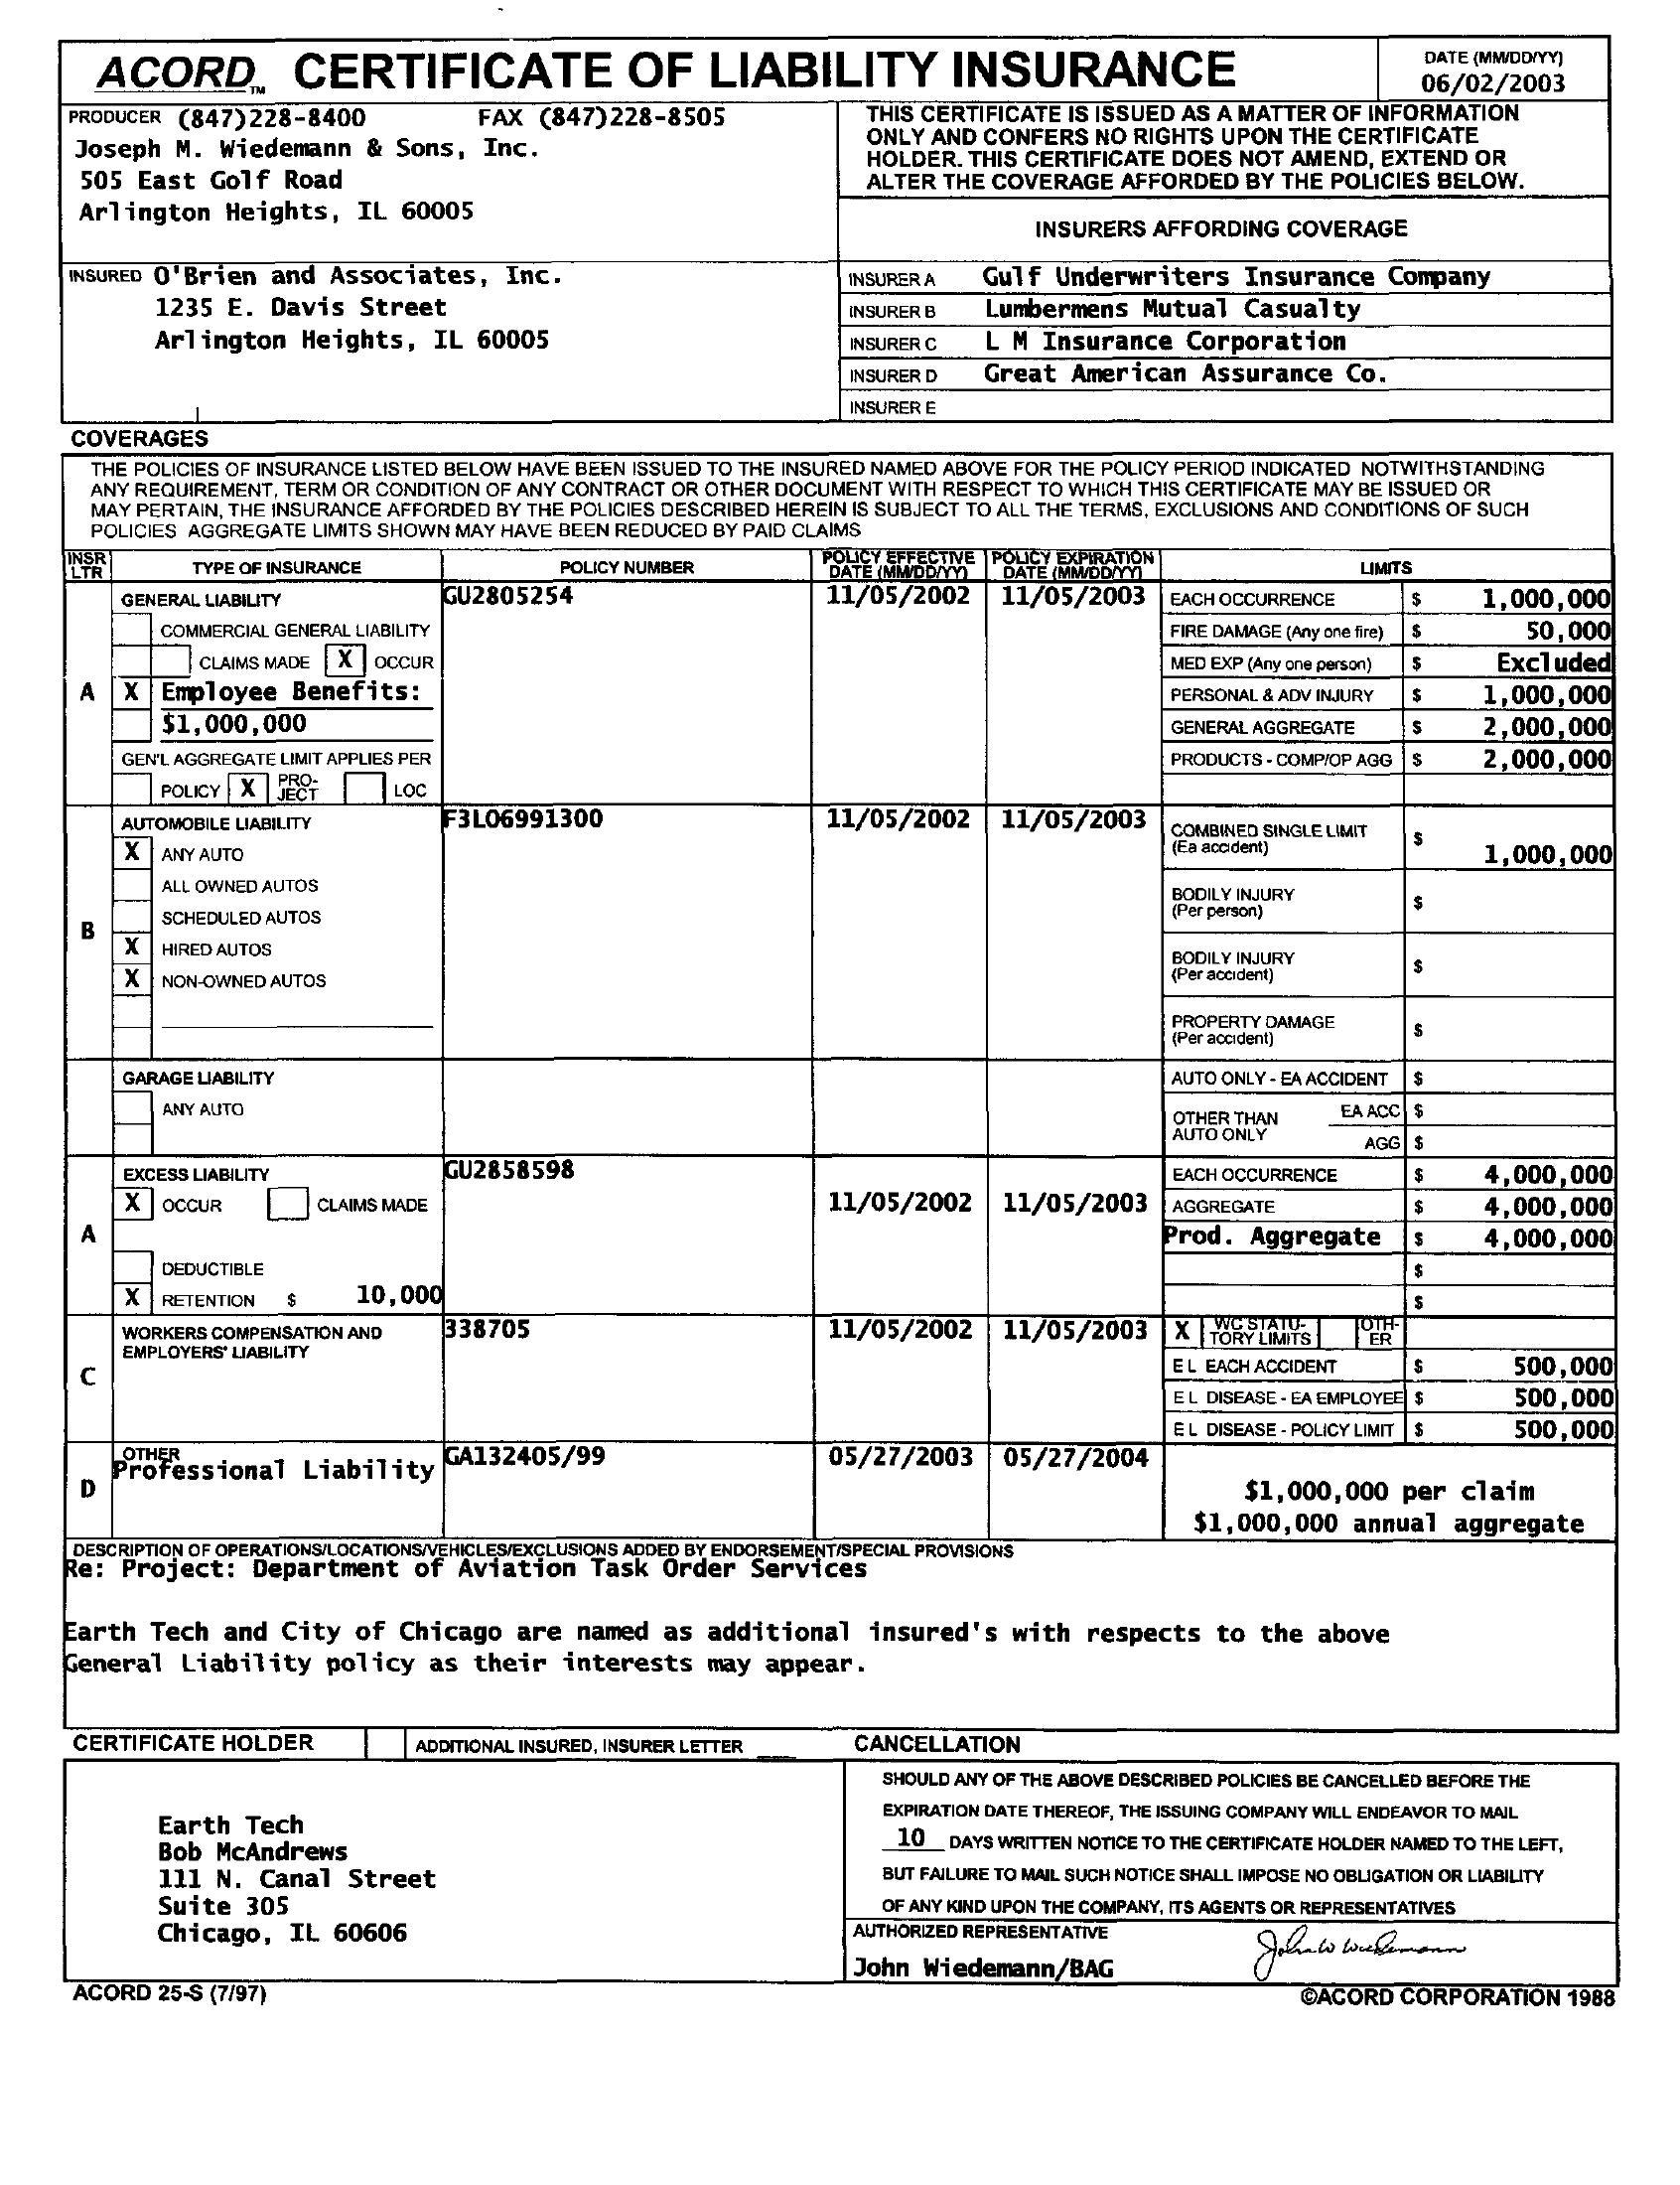 ACORD™ CERTIFICATE OF LIABILITY INSURANCE
DATE (MM/DD/YY)
06/02/2003
PRODUCER (847)228-8400 FAX (847)228-8505
Joseph M. Wiedemann & Sons, Inc.
505 East Golf Road
Arlington Heights, IL 60005
THIS CERTIFICATE IS ISSUED AS A MATTER OF INFORMATION
ONLY AND CONFERS NO RIGHTS UPON THE CERTIFICATE
HOLDER. THIS CERTIFICATE DOES NOT AMEND, EXTEND OR
ALTER THE COVERAGE AFFORDED BY THE POLICIES BELOW.
INSURERS AFFORDING COVERAGE
INSURED O'Brien and Associates, Inc.
1235 E. Davis Street
Arlington Heights, IL 60005
INSURER A Gulf Underwriters Insurance Company
INSURER B Lumbermens Mutual Casualty
INSURER C L M Insurance Corporation
INSURER D Great American Assurance Co.
INSURER E
COVERAGES
THE POLICIES OF INSURANCE LISTED BELOW HAVE BEEN ISSUED TO THE INSURED NAMED ABOVE FOR THE POLICY PERIOD INDICATED NOTWITHSTANDING
ANY REQUIREMENT, TERM OR CONDITION OF ANY CONTRACT OR OTHER DOCUMENT WITH RESPECT TO WHICH THIS CERTIFICATE MAY BE ISSUED OR
MAY PERTAIN, THE INSURANCE AFFORDED BY THE POLICIES DESCRIBED HEREIN IS SUBJECT TO ALL THE TERMS, EXCLUSIONS AND CONDITIONS OF SUCH
POLICIES AGGREGATE LIMITS SHOWN MAY HAVE BEEN REDUCED BY PAID CLAIMS
INSR LTR TYPE OF INSURANCE POLICY NUMBER POLICY EFFECTIVE DATE (MM/DD/YY) POLICY EXPIRATION DATE (MM/DD/YY) LIMITS
GENERAL LIABILITY GU2805254 11/05/2002 11/05/2003 EACH OCCURRENCE $ 1,000,000
COMMERCIAL GENERAL LIABILITY FIRE DAMAGE (Any one fire) $ 50,000
CLAIMS MADE X OCCUR MED EXP (Any one person) $ Excluded
A X Employee Benefits: PERSONAL & ADV INJURY $ 1,000,000
$1,000,000 GENERAL AGGREGATE $ 2,000,000
GEN'L AGGREGATE LIMIT APPLIES PER PRODUCTS - COMP/OP AGG $ 2,000,000
POLICY X PRO-JECT LOC
AUTOMOBILE LIABILITY F3L06991300 11/05/2002 11/05/2003 COMBINED SINGLE LIMIT
X ANY AUTO (Ea accident) $ 1,000,000
ALL OWNED AUTOS BODILY INJURY
SCHEDULED AUTOS (Per person) $
B
X HIRED AUTOS BODILY INJURY
X NON-OWNED AUTOS (Per accident) $
PROPERTY DAMAGE
(Per accident) $
GARAGE LIABILITY AUTO ONLY - EA ACCIDENT $
ANY AUTO OTHER THAN EA ACC $
AUTO ONLY AGG $
EXCESS LIABILITY GU2858598 EACH OCCURRENCE $ 4,000,000
X OCCUR CLAIMS MADE 11/05/2002 11/05/2003 AGGREGATE $ 4,000,000
A Prod. Aggregate $ 4,000,000
DEDUCTIBLE $
X RETENTION $ 10,000 $
WORKERS COMPENSATION AND 338705 11/05/2002 11/05/2003 X WC STATU-TORY LIMITS OTH-ER
EMPLOYERS' LIABILITY
C E L EACH ACCIDENT $ 500,000
E L DISEASE - EA EMPLOYEE $ 500,000
E L DISEASE - POLICY LIMIT $ 500,000
OTHER
Professional Liability GA132405/99 05/27/2003 05/27/2004
D $1,000,000 per claim
$1,000,000 annual aggregate
DESCRIPTION OF OPERATIONS/LOCATIONS/VEHICLES/EXCLUSIONS ADDED BY ENDORSEMENT/SPECIAL PROVISIONS
Re: Project: Department of Aviation Task Order Services
Earth Tech and City of Chicago are named as additional insured's with respects to the above
General Liability policy as their interests may appear.
CERTIFICATE HOLDER ADDITIONAL INSURED, INSURER LETTER
CANCELLATION
Earth Tech
Bob McAndrews
111 N. Canal Street
Suite 305
Chicago, IL 60606
SHOULD ANY OF THE ABOVE DESCRIBED POLICIES BE CANCELLED BEFORE THE
EXPIRATION DATE THEREOF, THE ISSUING COMPANY WILL ENDEAVOR TO MAIL
10 DAYS WRITTEN NOTICE TO THE CERTIFICATE HOLDER NAMED TO THE LEFT,
BUT FAILURE TO MAIL SUCH NOTICE SHALL IMPOSE NO OBLIGATION OR LIABILITY
OF ANY KIND UPON THE COMPANY, ITS AGENTS OR REPRESENTATIVES
AUTHORIZED REPRESENTATIVE
John W Wiedemann
John Wiedemann/BAG
ACORD 25-S (7/97)
©ACORD CORPORATION 1988